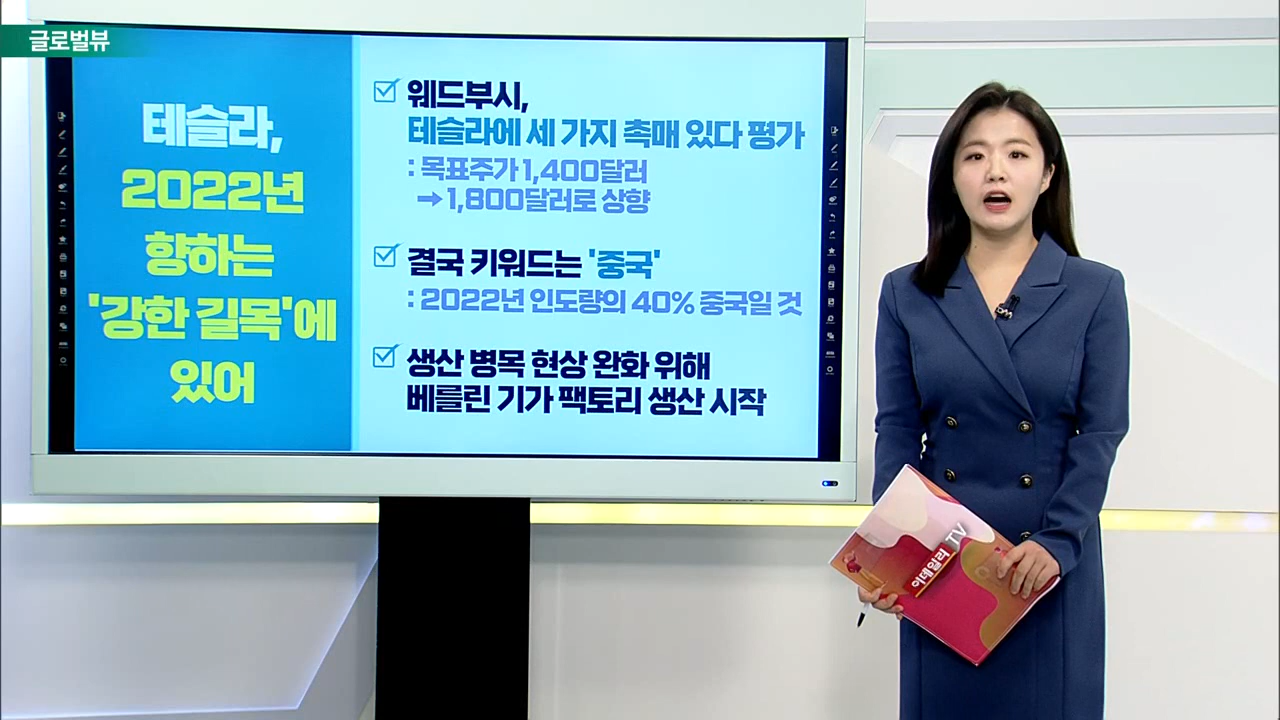 글로벌뷰
테슬라,
2022년
향하는
'강한 길목'에
있어
웨드부시,
테슬라에 세 가지 촉매 있다 평가
: 목표주가 1,400달러
➡1,800달러로 상향
결국 키워드는 '중국'
: 2022년 인도량의 40% 중국일 것
생산 병목 현상 완화 위해
베를린 기가 팩토리 생산 시작
이데일리 TV